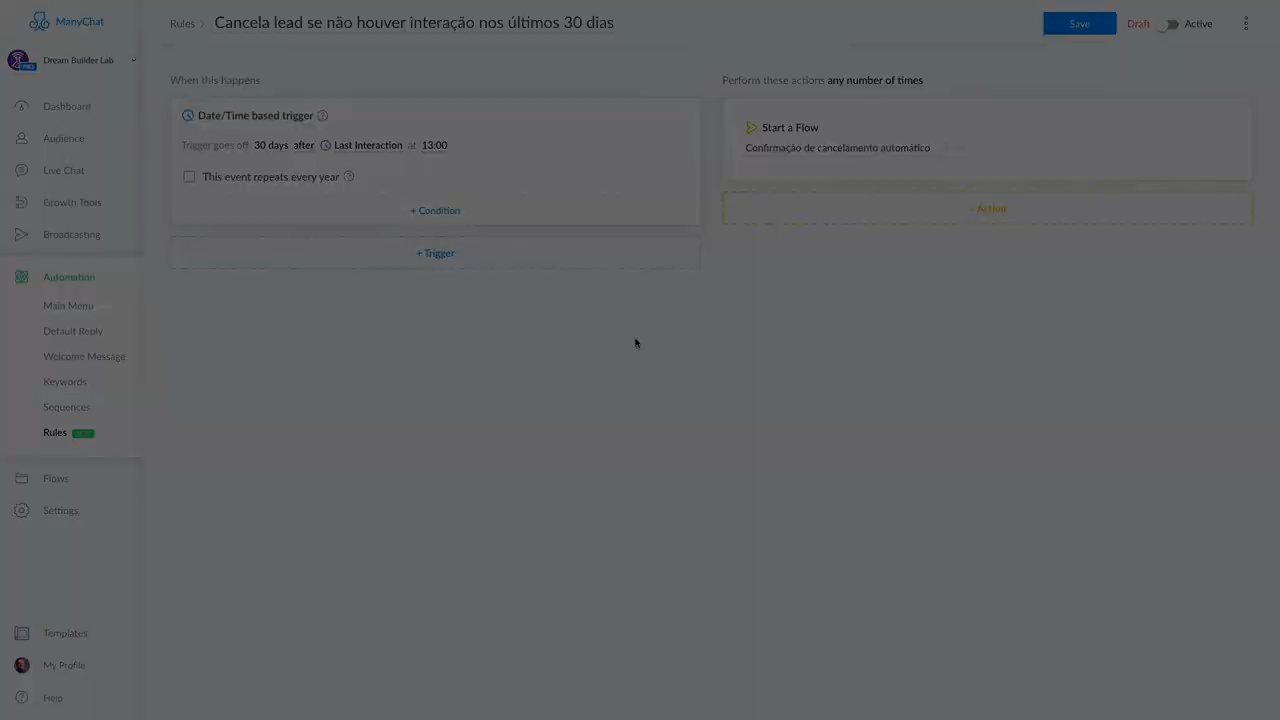 ManyChat
Rules
Cancela lead se não houver interação nos últimos 30 dias
Save
Draft
Active
Dream Builder Lab
PRO
Dashboard
Audience
Live Chat
Growth Tools
Broadcasting
Automation
Main Menu
Default Reply
Welcome Message
Keywords
Sequences
Rules
Flows
Settings
Templates
My Profile
Help
When this happens
Date/Time based trigger
Trigger goes off 30 days after Last Interaction at 13:00
This event repeats every year
+ Condition
+ Trigger
Perform these actions any number of times
Start a Flow
Confirmação de cancelamento automático
+ Action